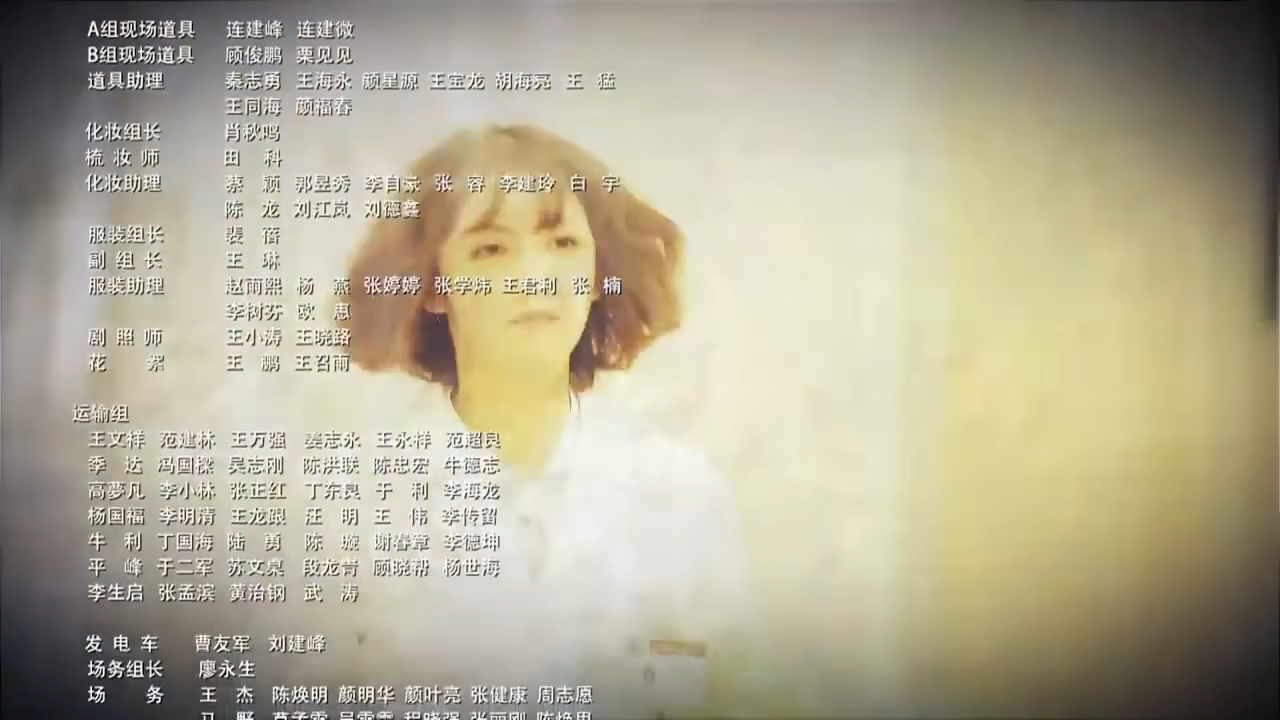 A组现场道具 连建峰 连建微
B组现场道具 顾俊鹏 栗见见
道具助理 秦志勇 王海永 颜星源 王宝龙 胡海亮 王 猛
王同海 颜福春
化妆组长 肖秋鸣
梳 妆 师 田 科
化妆助理 蔡 颖 郭昱秀 李自豪 张 容 李建玲 白 宇
陈 龙 刘江岚 刘德鑫
服装组长 裴 蓓
副 组 长 王 琳
服装助理 赵雨熙 杨 燕 张婷婷 张学炜 王君利 张 楠
李树芬 欧 惠
剧 照 师 王小涛 王晓路
花 絮 王 鹏 王召雨
运输组
王文祥 范建林 王万强 姜志永 王永祥 范超良
季 达 冯国樑 吴志刚 陈洪联 陈忠宏 牛德志
高夢凡 李小林 张正红 丁东良 于 利 李海龙
杨国福 李明清 王龙跟 汪 明 王 伟 李传留
牛 利 丁国海 陆 勇 陈 璇 谢春章 李德坤
平 峰 于二军 苏文桌 段龙青 顾晓帮 杨世海
李生启 张孟滨 黄治钢 武 涛
发 电 车 曹友军 刘建峰
场务组长 廖永生
场 务 王 杰 陈焕明 颜明华 颜叶亮 张健康 周志愿